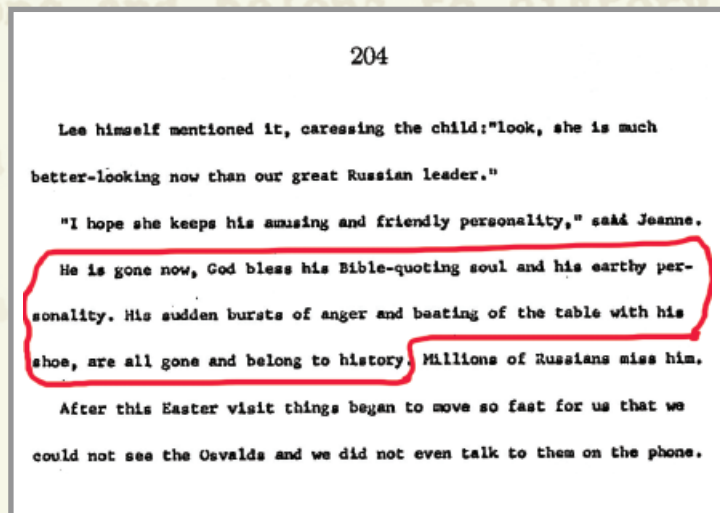 204
Lee himself mentioned it, caressing the child:"look, she is much
better-looking now than our great Russian leader."
"I hope she keeps his amusing and friendly personality," said Jeanne.
He is gone now, God bless his Bible-quoting soul and his earthy per-
sonality. His sudden bursts of anger and beating of the table with his
shoe, are all gone and belong to history. Millions of Russians miss him.
After this Easter visit things began to move so fast for us that we
could not see the Osvalds and we did not even talk to them on the phone.